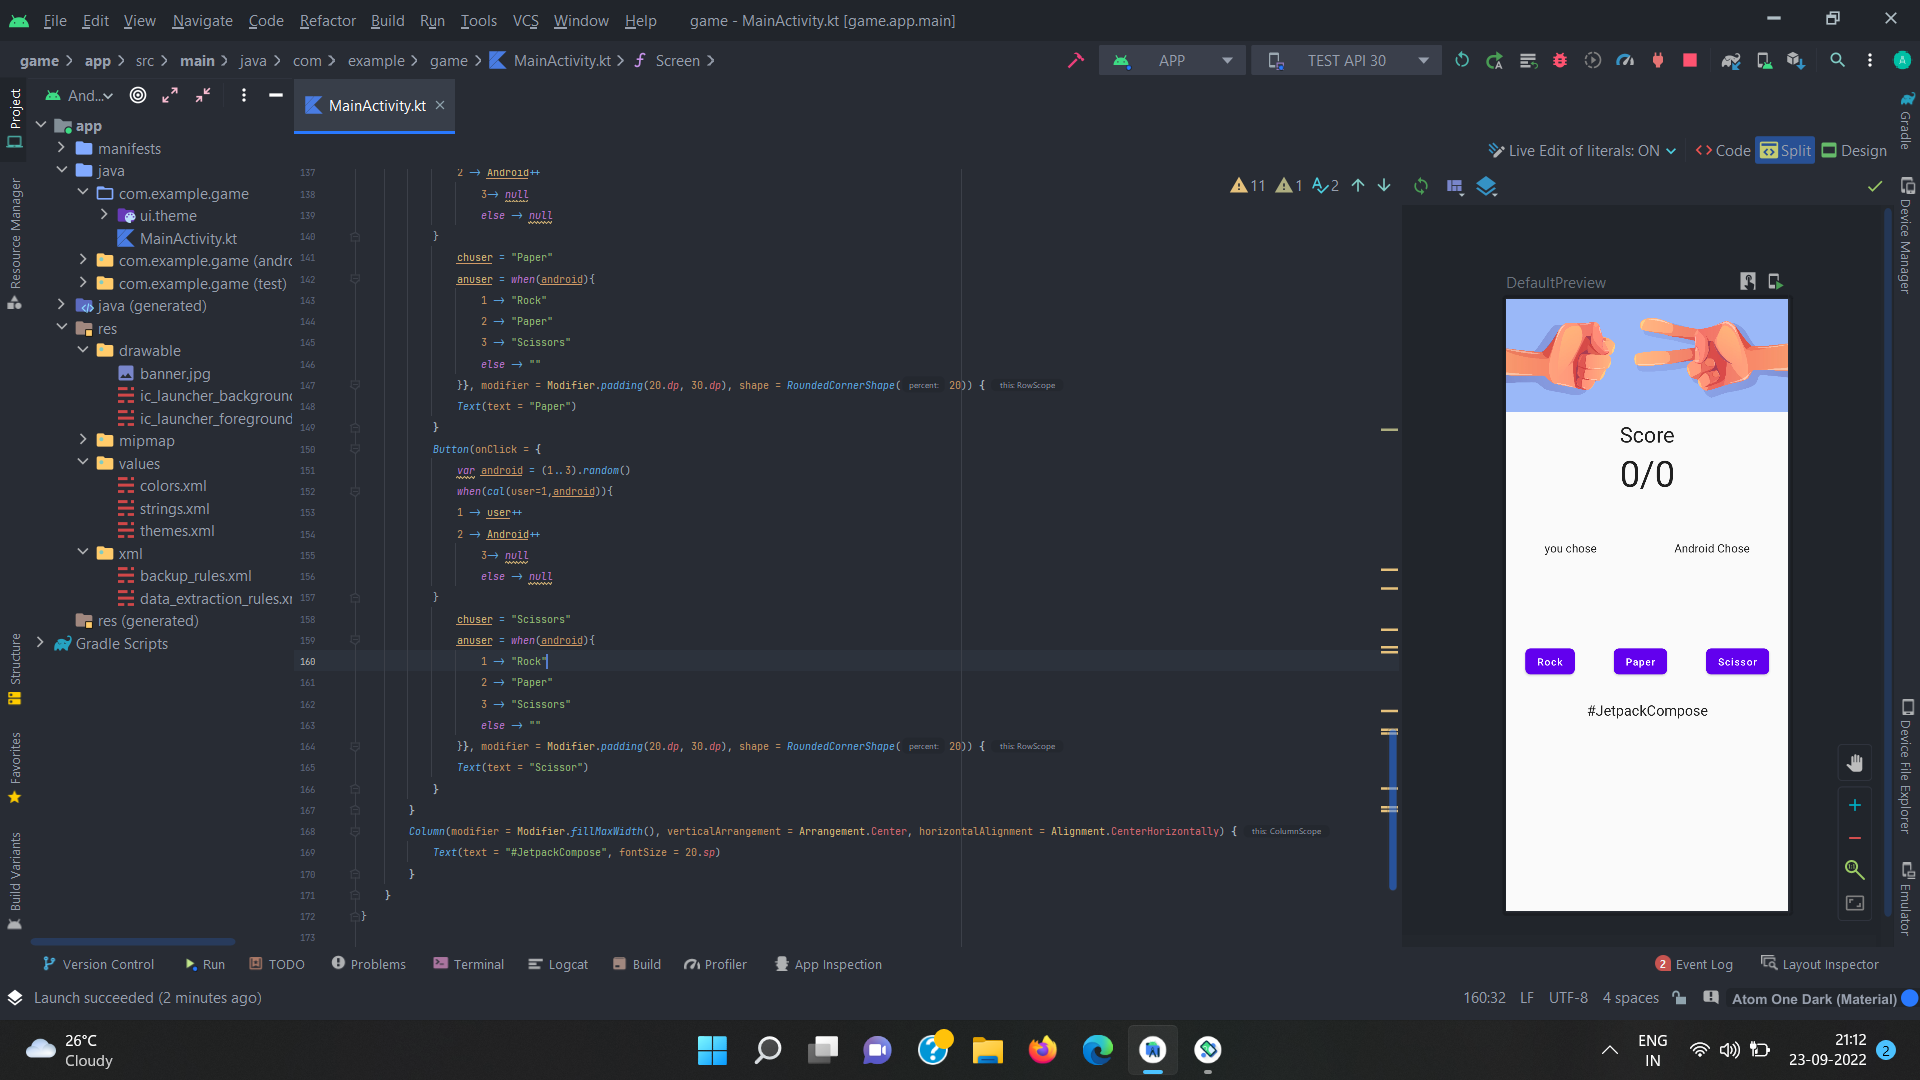 File Edit View Navigate Code Refactor Build Run Tools VCS Window Help game - MainActivity.kt [game.app.main]
game app src main java com example game MainActivity.kt Screen APP TEST API 30
And... MainActivity.kt
Live Edit of literals: ON Code Split Design
Project
Resource Manager
Structure
Favorites
Build Variants
app
manifests
java
com.example.game
ui.theme
MainActivity.kt
com.example.game (andro
com.example.game (test)
java (generated)
res
drawable
banner.jpg
ic_launcher_background
ic_launcher_foreground
mipmap
values
colors.xml
strings.xml
themes.xml
xml
backup_rules.xml
data_extraction_rules.xr
res (generated)
Gradle Scripts
11 1 2
137 2 → Android++
138 3→ null
139 else → null
140 }
141 chuser = "Paper"
142 anuser = when(android){
143 1 → "Rock"
144 2 → "Paper"
145 3 → "Scissors"
146 else → ""
147 }}, modifier = Modifier.padding(20.dp, 30.dp), shape = RoundedCornerShape( percent: 20)) { this: RowScope
148 Text(text = "Paper")
149 }
150 Button(onClick = {
151 var android = (1..3).random()
152 when(cal(user=1,android)){
153 1 → user++
154 2 → Android++
155 3→ null
156 else → null
157 }
158 chuser = "Scissors"
159 anuser = when(android){
160 1 → "Rock"
161 2 → "Paper"
162 3 → "Scissors"
163 else → ""
164 }}, modifier = Modifier.padding(20.dp, 30.dp), shape = RoundedCornerShape( percent: 20)) { this: RowScope
165 Text(text = "Scissor")
166 }
167 }
168 Column(modifier = Modifier.fillMaxWidth(), verticalArrangement = Arrangement.Center, horizontalAlignment = Alignment.CenterHorizontally) { this: ColumnScope
169 Text(text = "#JetpackCompose", fontSize = 20.sp)
170 }
171 }
172 }
173
DefaultPreview
Score
0/0
you chose Android Chose
Rock Paper Scissor
#JetpackCompose
Gradle
Device Manager
Device File Explorer
Emulator
Version Control Run TODO Problems Terminal Logcat Build Profiler App Inspection 2 Event Log Layout Inspector
Launch succeeded (2 minutes ago) 160:32 LF UTF-8 4 spaces Atom One Dark (Material)
26°C
Cloudy
ENG
IN
21:12
23-09-2022
2